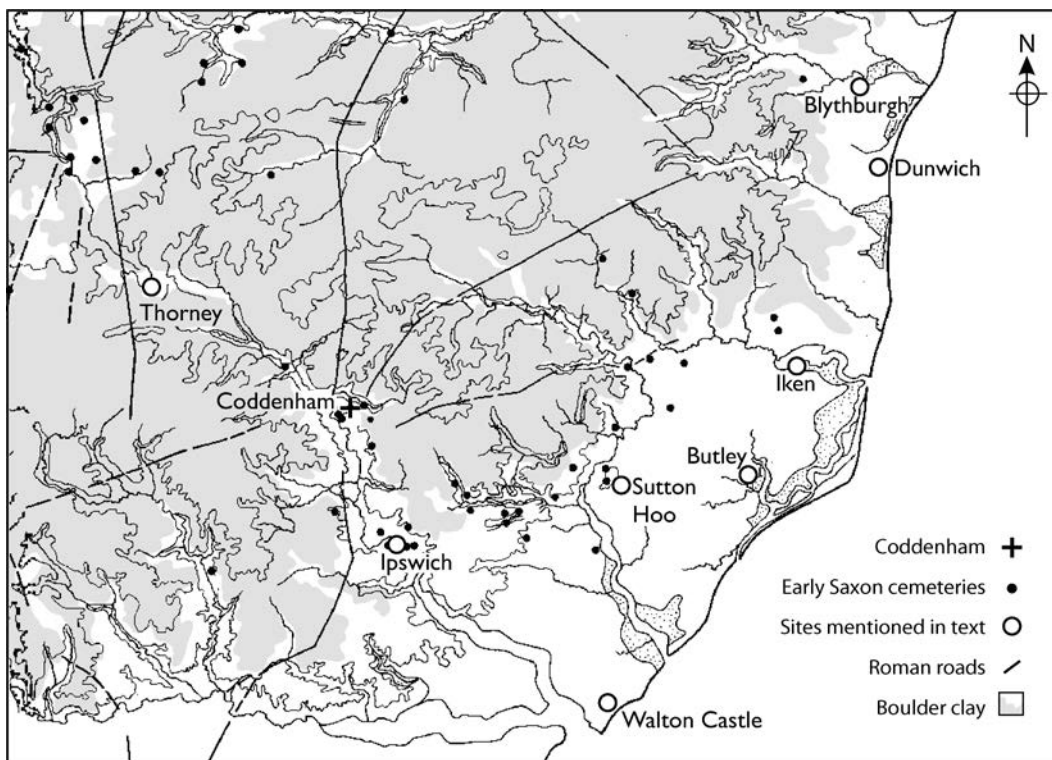 N
Blythburgh
Dunwich
Thorney
Iken
Coddenham
Butley
Sutton
Hoo
Ipswich
Walton Castle
Coddenham
Early Saxon cemeteries
Sites mentioned in text
Roman roads
Boulder clay